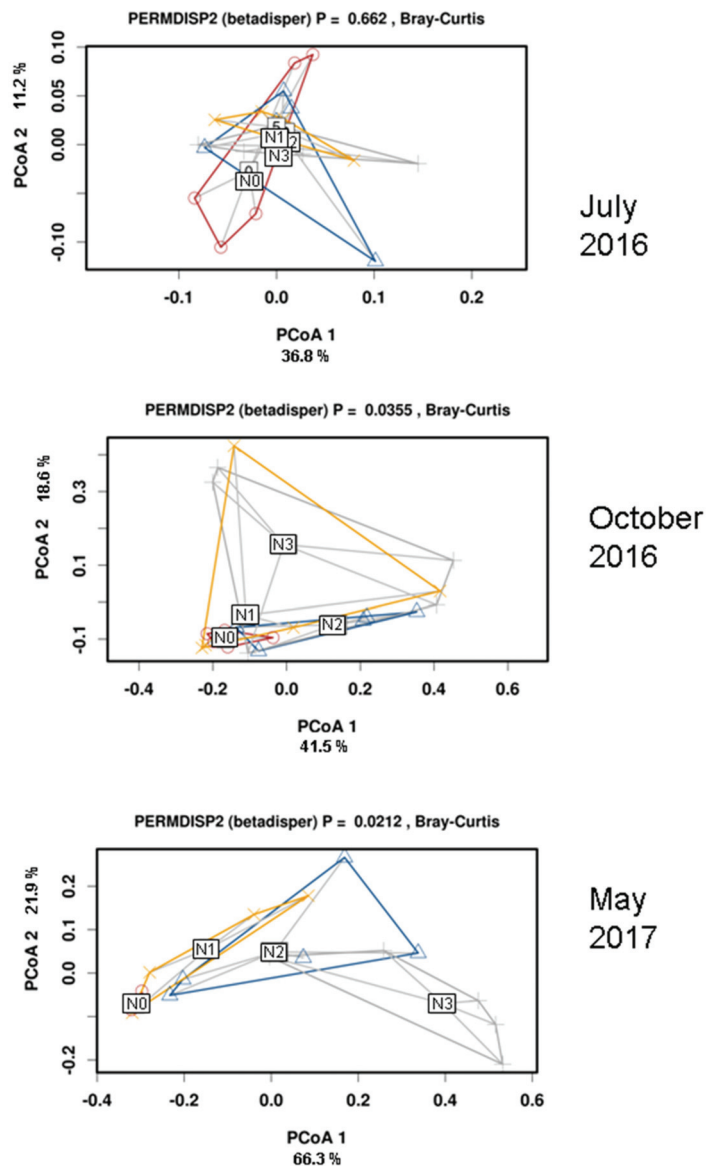 PERMDISP2 (betadisper) P = 0.662 , Bray-Curtis
PCoA 2 11.2 %
0.10
0.05
0.00
-0.10
N1
2
N3
N0
-0.1 0.0 0.1 0.2
PCoA 1
36.8 %
July
2016
PERMDISP2 (betadisper) P = 0.0355 , Bray-Curtis
PCoA 2 18.6 %
0.3
0.1
-0.1
N3
N1
N0
N2
-0.4 -0.2 0.0 0.2 0.4 0.6
PCoA 1
41.5 %
October
2016
PERMDISP2 (betadisper) P = 0.0212 , Bray-Curtis
PCoA 2 21.9 %
0.2
0.1
0.0
-0.2
N1
N2
N0
N3
-0.4 -0.2 0.0 0.2 0.4 0.6
PCoA 1
66.3 %
May
2017